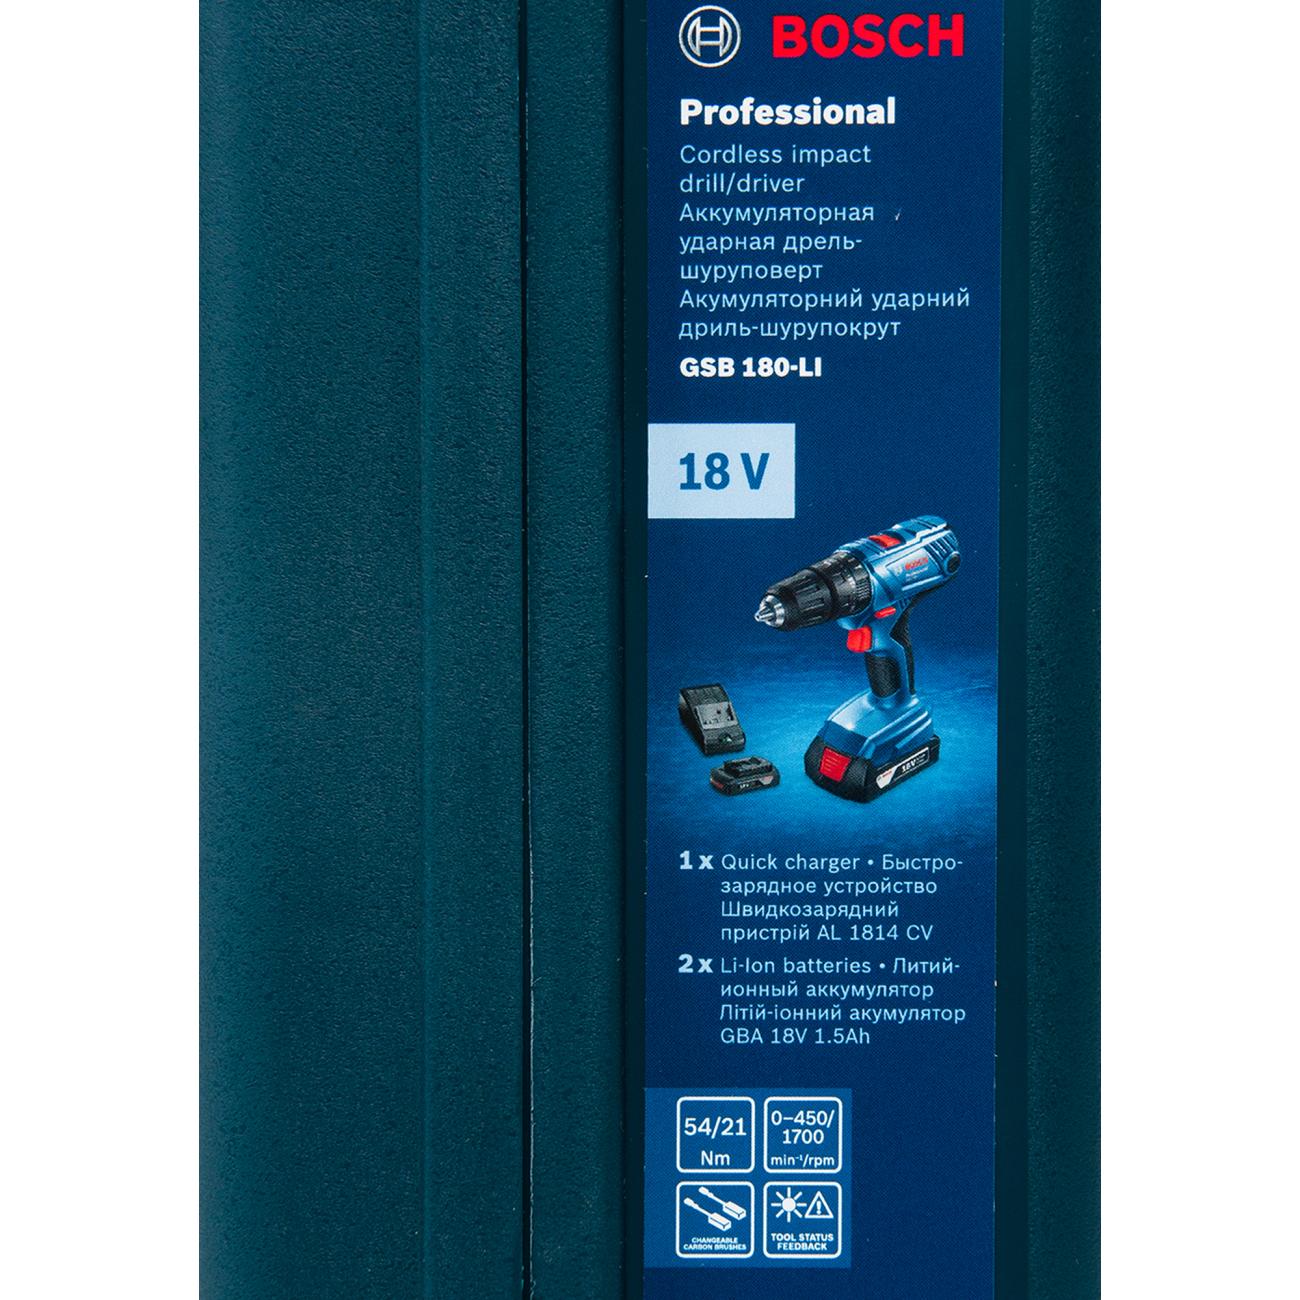 BOSCH
Professional
Cordless impact
drill/driver
Аккумуляторная
ударная дрель-
шуруповерт
Акумуляторний ударний
дриль-шурупокрут
GSB 180-LI
18 V
BOSCH
18V
1 x Quick charger • Быстро-
зарядное устройство
Швидкозарядний
пристрій AL 1814 CV
2 x Li-Ion batteries • Литий-
ионный аккумулятор
Літій-іонний акумулятор
GBA 18V 1.5Ah
54/21
Nm
0–450/
1700
min⁻¹/rpm
CHANGEABLE
CARBON BRUSHES
TOOL STATUS
FEEDBACK